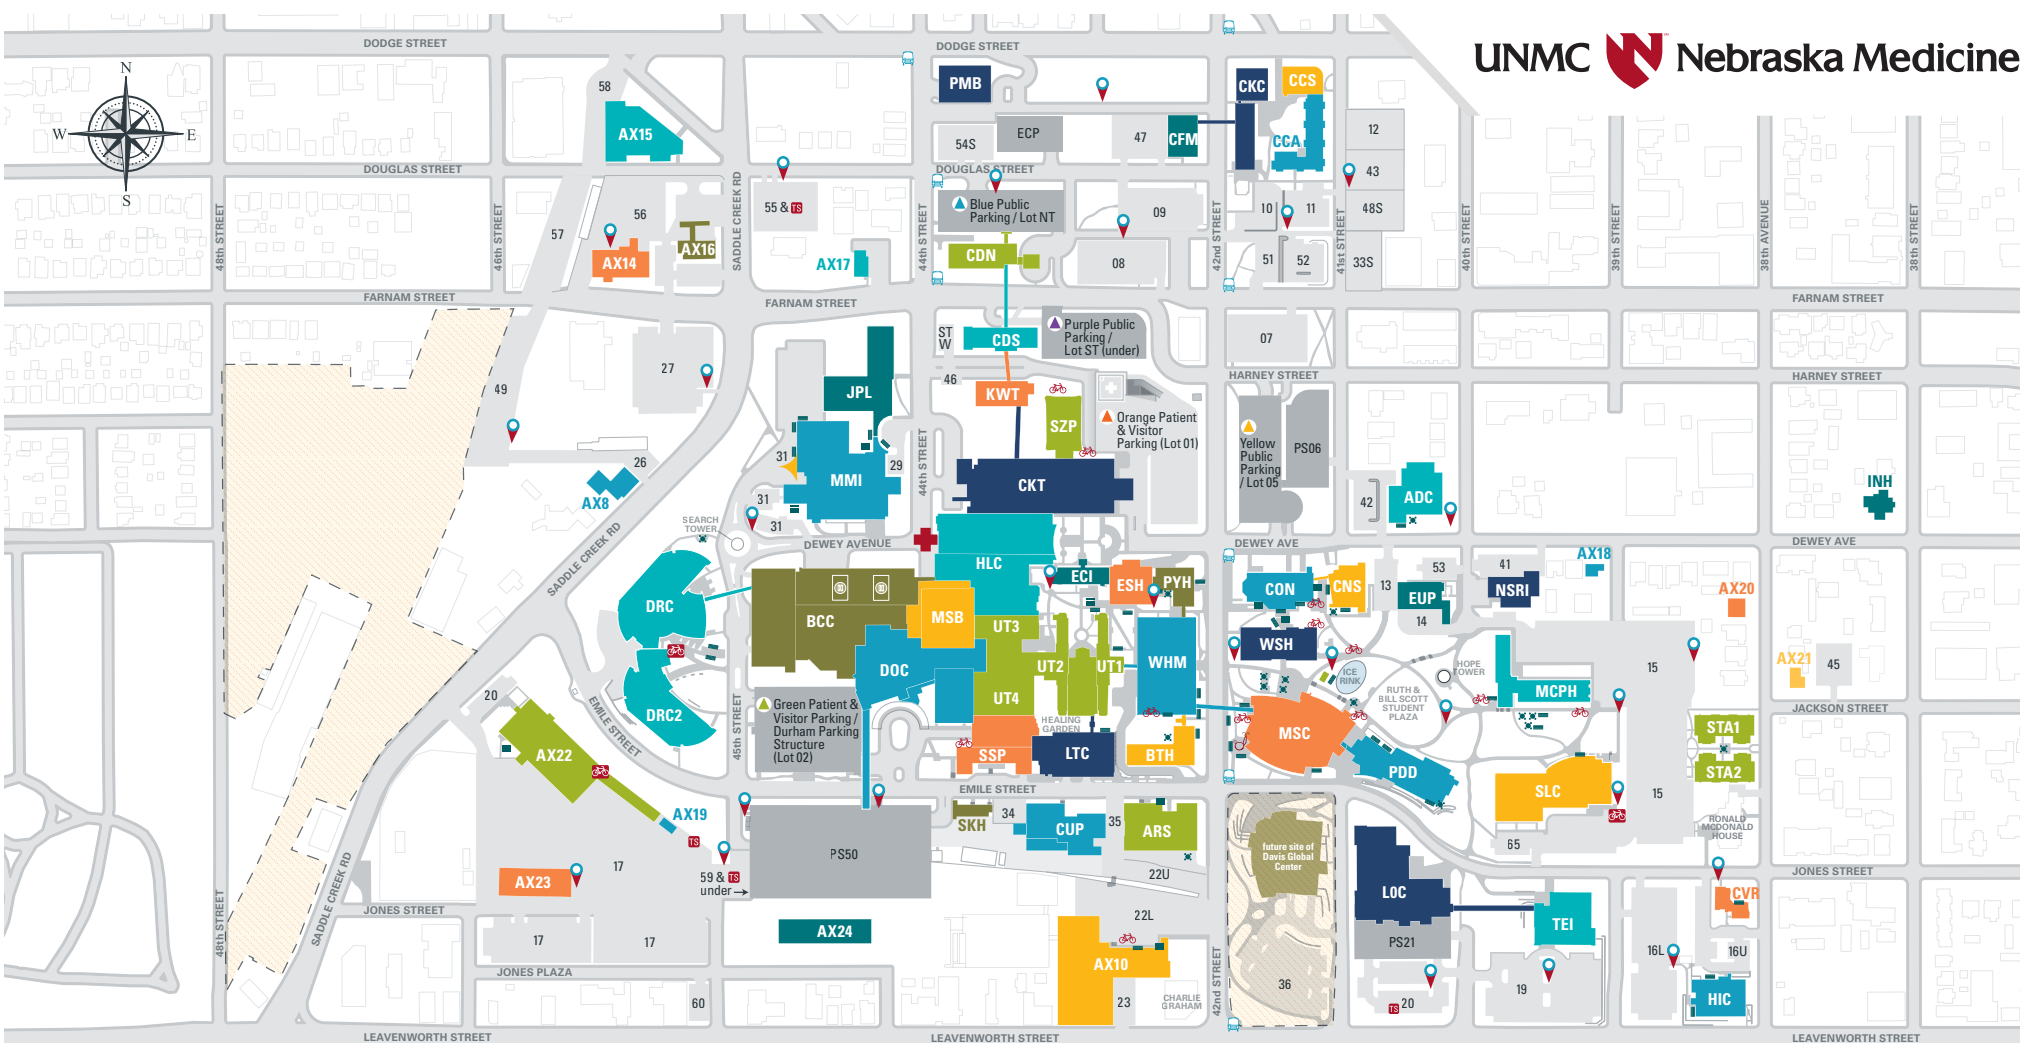 UNMC Nebraska Medicine
DODGE STREET
DODGE STREET
N
W
E
S
58
AX15
PMB
CKC
CCS
54S
ECP
47
CFM
CCA
12
43
DOUGLAS STREET
DOUGLAS STREET
48th STREET
46th STREET
57
56
AX14
AX16
SADDLE CREEK RD
55 & TS
AX17
44th STREET
Blue Public
Parking / Lot NT
CDN
09
08
42nd STREET
10
11
51
52
41st STREET
48S
33S
40th STREET
39th STREET
38th AVENUE
38th STREET
FARNAM STREET
FARNAM STREET
FARNAM STREET
ST
W
CDS
Purple Public
Parking /
Lot ST (under)
07
HARNEY STREET
HARNEY STREET
49
27
JPL
46
KWT
SZP
Orange Patient
& Visitor
Parking (Lot 01)
Yellow
Public
Parking
/ Lot 05
PS06
26
AX8
31
31
31
MMI
29
44th STREET
CKT
42
ADC
INH
SEARCH
TOWER
DEWEY AVENUE
DEWEY AVE
DEWEY AVE
SADDLE CREEK RD
DRC
BCC
MSB
HLC
ECI
ESH
PYH
CON
CNS
13
53
EUP
14
41
NSRI
AX18
AX20
UT3
DOC
UT2
UT1
UT4
WHM
WSH
ICE
RINK
HOPE
TOWER
RUTH &
BILL SCOTT
STUDENT
PLAZA
MCPH
15
AX21
45
JACKSON STREET
20
DRC2
EMILE STREET
45th STREET
Green Patient &
Visitor Parking /
Durham Parking
Structure
(Lot 02)
HEALING
GARDEN
SSP
LTC
BTH
MSC
PDD
SLC
15
STA1
STA2
AX22
AX19
TS
EMILE STREET
SKH
34
CUP
35
ARS
future site of
Davis Global
Center
65
RONALD
MCDONALD
HOUSE
JONES STREET
PS50
59 & TS
under
AX23
17
22U
22L
LOC
PS21
TEI
CVR
48th STREET
SADDLE CREEK RD
JONES STREET
17
17
AX24
AX10
42nd STREET
36
16L
16U
JONES PLAZA
60
23
CHARLIE
GRAHAM
TS 20
19
HIC
LEAVENWORTH STREET
LEAVENWORTH STREET
LEAVENWORTH STREET